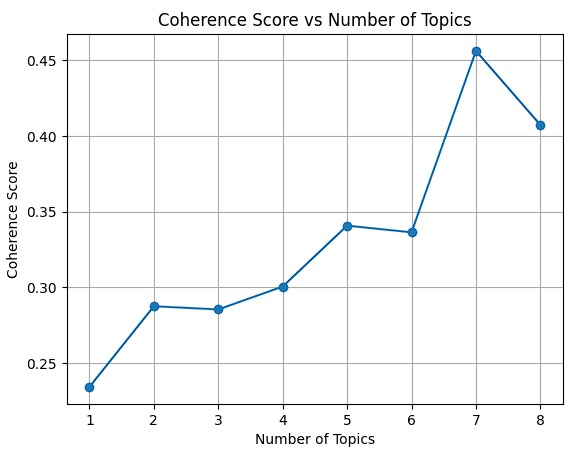 Coherence Score vs Number of Topics
Coherence Score
0.45
0.40
0.35
0.30
0.25
1 2 3 4 5 6 7 8
Number of Topics